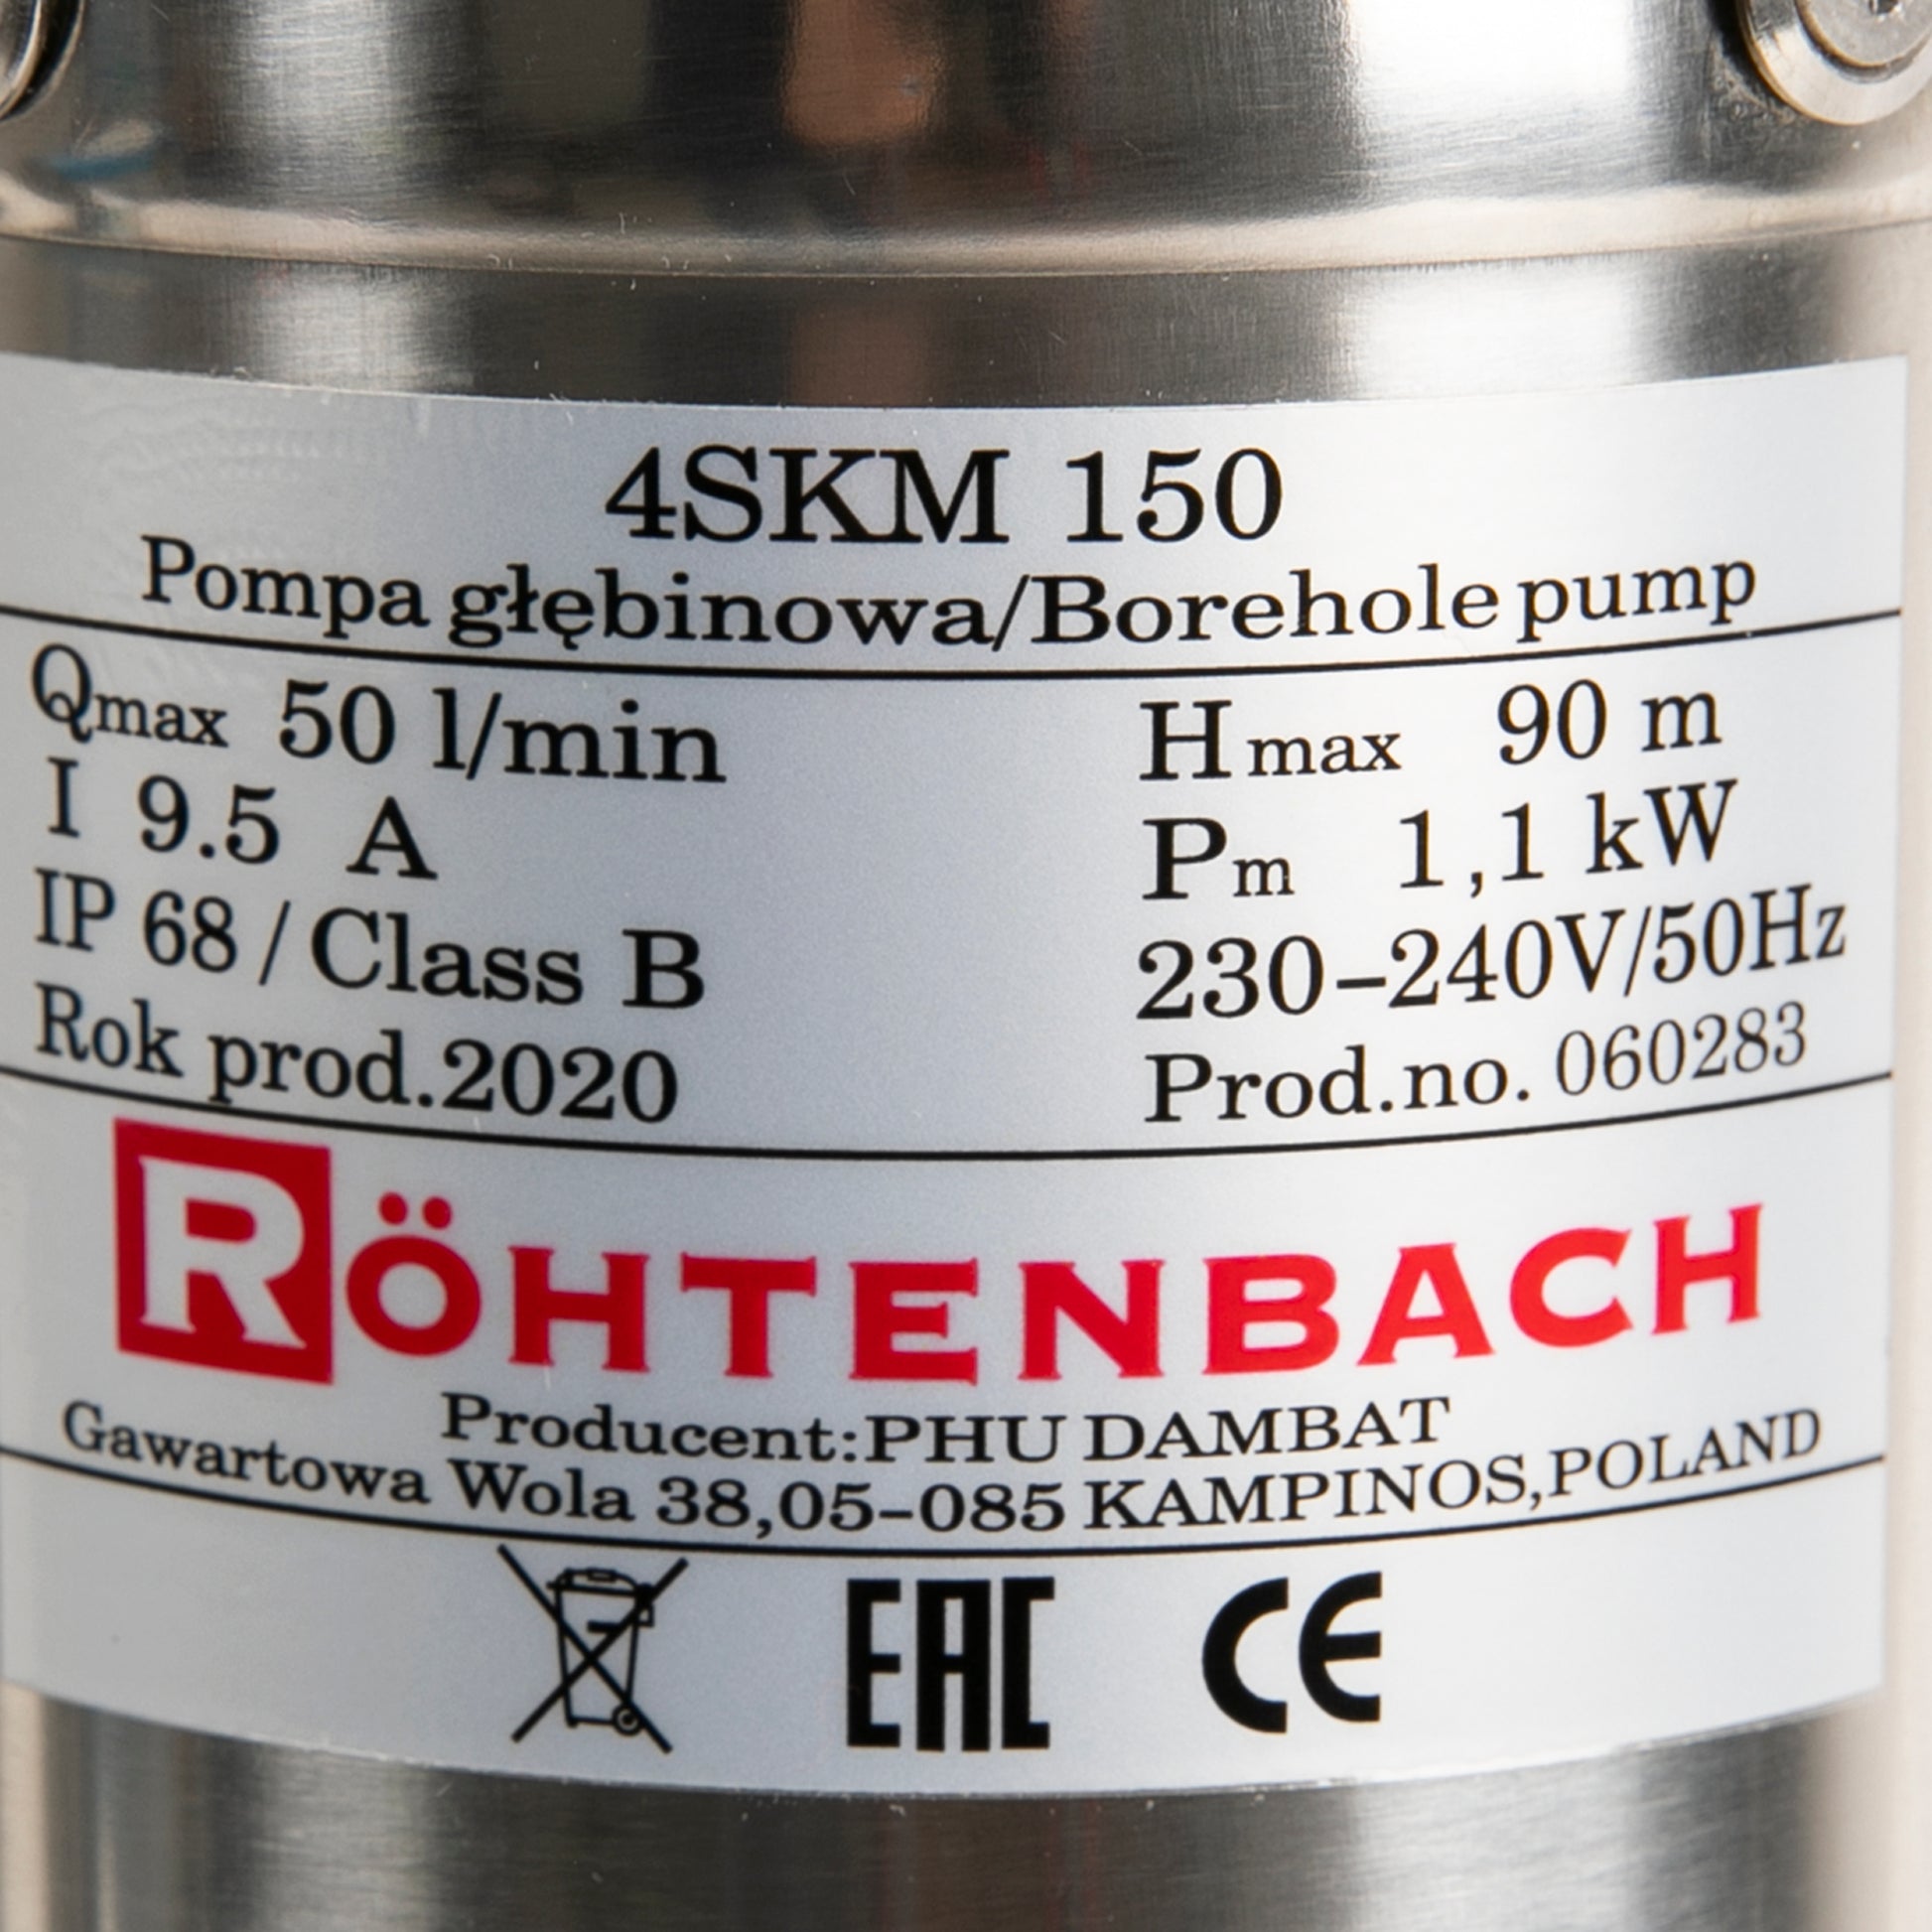 4SKM 150
Pompa głębinowa/Borehole pump
Qmax 50 l/min Hmax 90 m
I 9.5 A Pm 1,1 kW
IP 68 / Class B 230-240V/50Hz
Rok prod.2020 Prod.no. 060283
RÖHTENBACH
Producent:PHU DAMBAT
Gawartowa Wola 38,05-085 KAMPINOS,POLAND
EAC CE